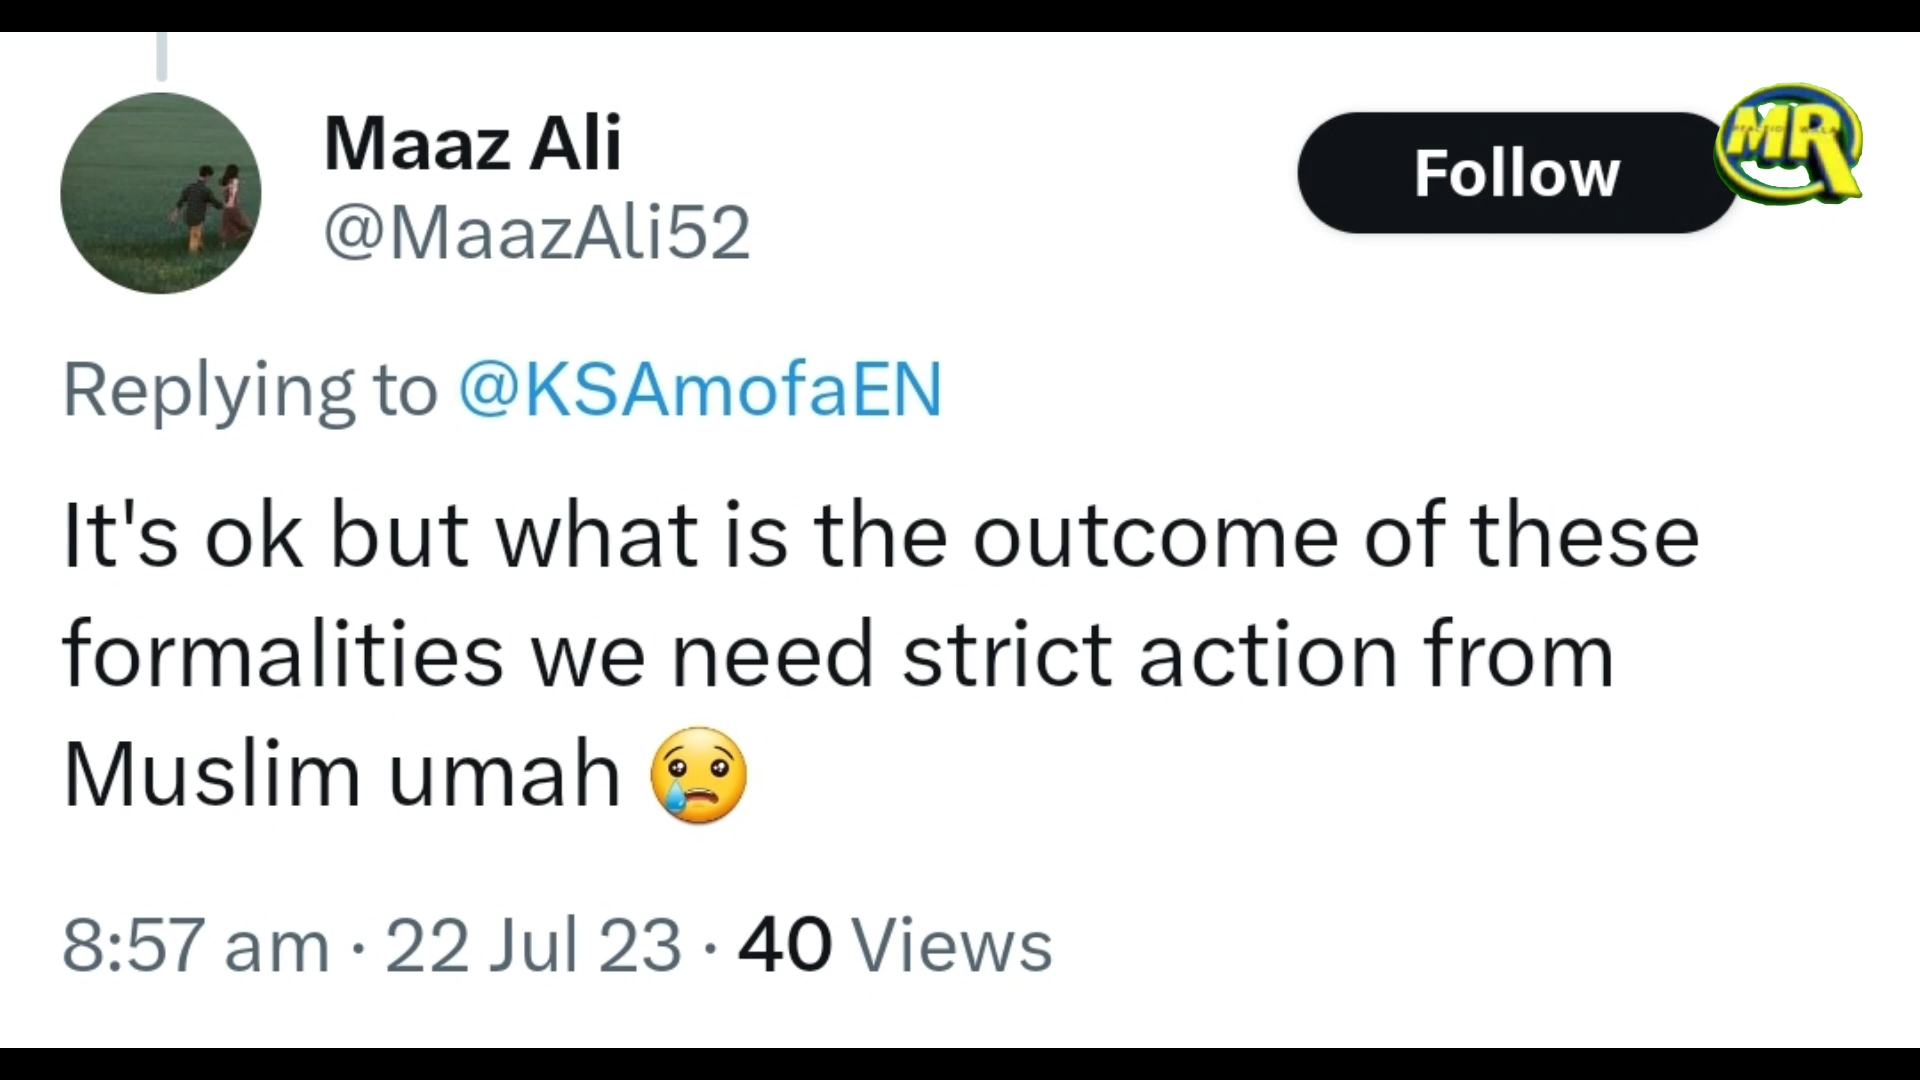 Maaz Ali
@MaazAli52
Follow
MR
Replying to @KSAmofaEN
It's ok but what is the outcome of these
formalities we need strict action from
Muslim umah 😢
8:57 am · 22 Jul 23 · 40 Views